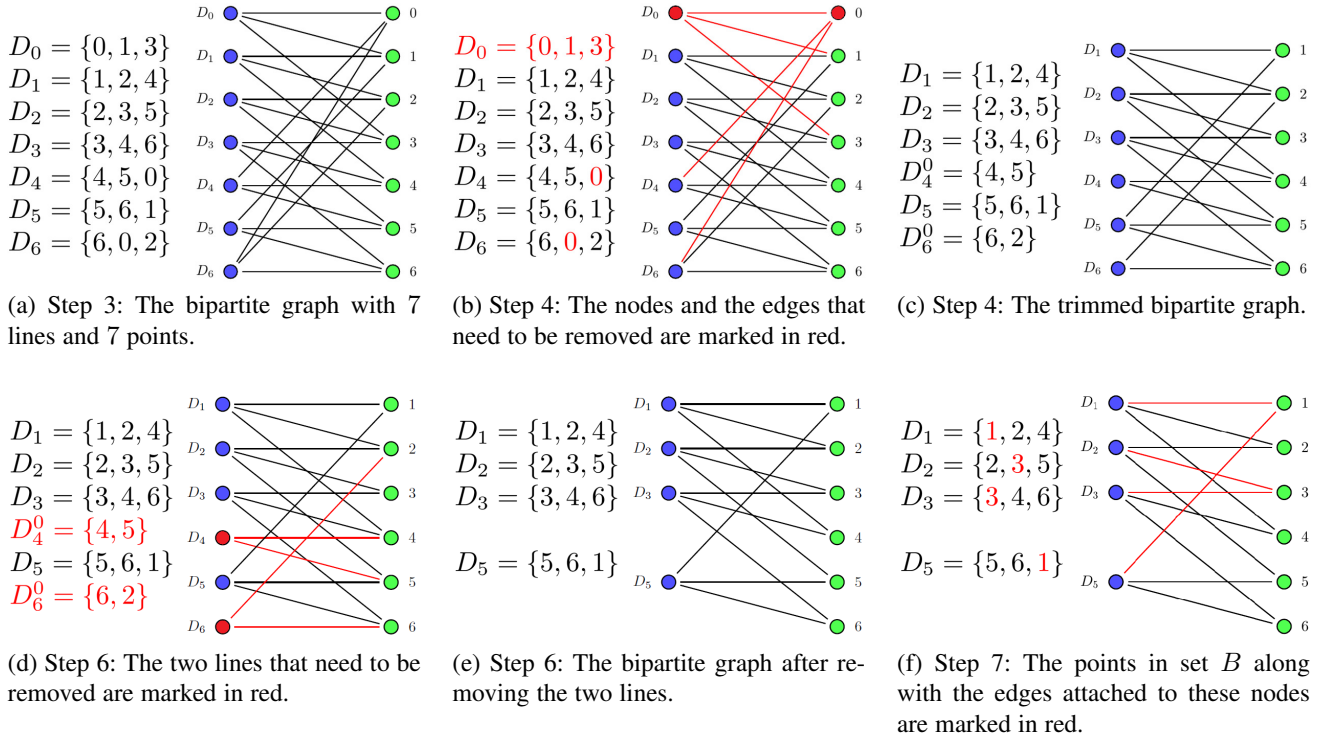 D_0 = {0, 1, 3}
D_1 = {1, 2, 4}
D_2 = {2, 3, 5}
D_3 = {3, 4, 6}
D_4 = {4, 5, 0}
D_5 = {5, 6, 1}
D_6 = {6, 0, 2}
D_0 0
D_1 1
D_2 2
D_3 3
D_4 4
D_5 5
D_6 6
(a) Step 3: The bipartite graph with 7
lines and 7 points.
D_0 = {0, 1, 3}
D_1 = {1, 2, 4}
D_2 = {2, 3, 5}
D_3 = {3, 4, 6}
D_4 = {4, 5, 0}
D_5 = {5, 6, 1}
D_6 = {6, 0, 2}
D_0 0
D_1 1
D_2 2
D_3 3
D_4 4
D_5 5
D_6 6
(b) Step 4: The nodes and the edges that
need to be removed are marked in red.
D_1 = {1, 2, 4}
D_2 = {2, 3, 5}
D_3 = {3, 4, 6}
D_4^0 = {4, 5}
D_5 = {5, 6, 1}
D_6^0 = {6, 2}
D_1 1
D_2 2
D_3 3
D_4 4
D_5 5
D_6 6
(c) Step 4: The trimmed bipartite graph.
D_1 = {1, 2, 4}
D_2 = {2, 3, 5}
D_3 = {3, 4, 6}
D_4^0 = {4, 5}
D_5 = {5, 6, 1}
D_6^0 = {6, 2}
D_1 1
D_2 2
D_3 3
D_4 4
D_5 5
D_6 6
(d) Step 6: The two lines that need to be
removed are marked in red.
D_1 = {1, 2, 4}
D_2 = {2, 3, 5}
D_3 = {3, 4, 6}
D_5 = {5, 6, 1}
D_1 1
D_2 2
D_3 3
4
D_5 5
6
(e) Step 6: The bipartite graph after re-
moving the two lines.
D_1 = {1, 2, 4}
D_2 = {2, 3, 5}
D_3 = {3, 4, 6}
D_5 = {5, 6, 1}
D_1 1
D_2 2
D_3 3
4
D_5 5
6
(f) Step 7: The points in set B along
with the edges attached to these nodes
are marked in red.